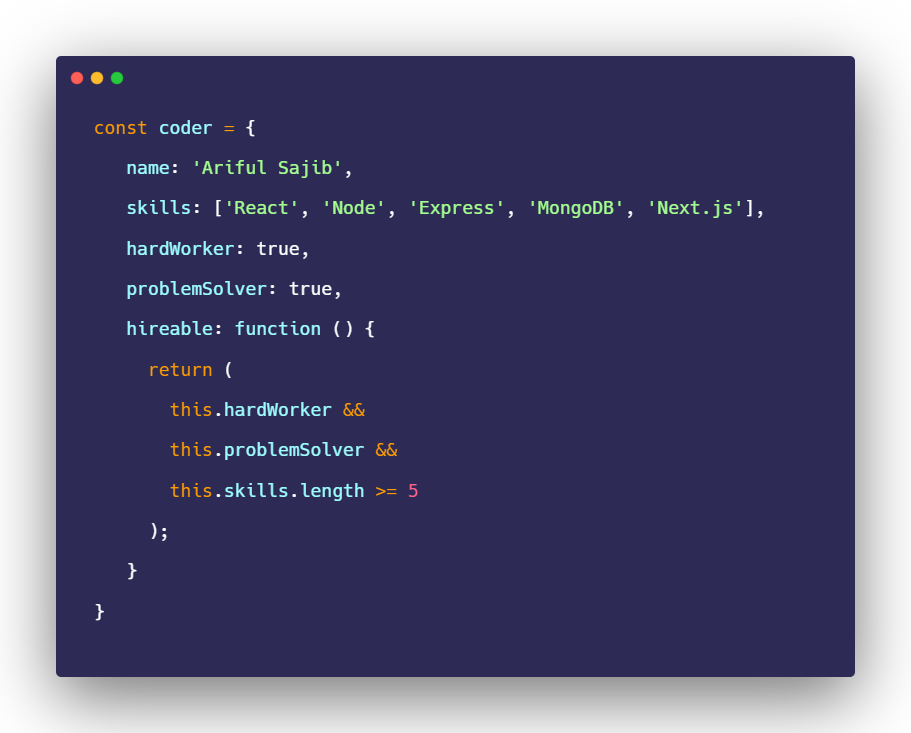 const coder = {
   name: 'Ariful Sajib',
   skills: ['React', 'Node', 'Express', 'MongoDB', 'Next.js'],
   hardWorker: true,
   problemSolver: true,
   hireable: function () {
     return (
       this.hardWorker &&
       this.problemSolver &&
       this.skills.length >= 5
     );
   }
}